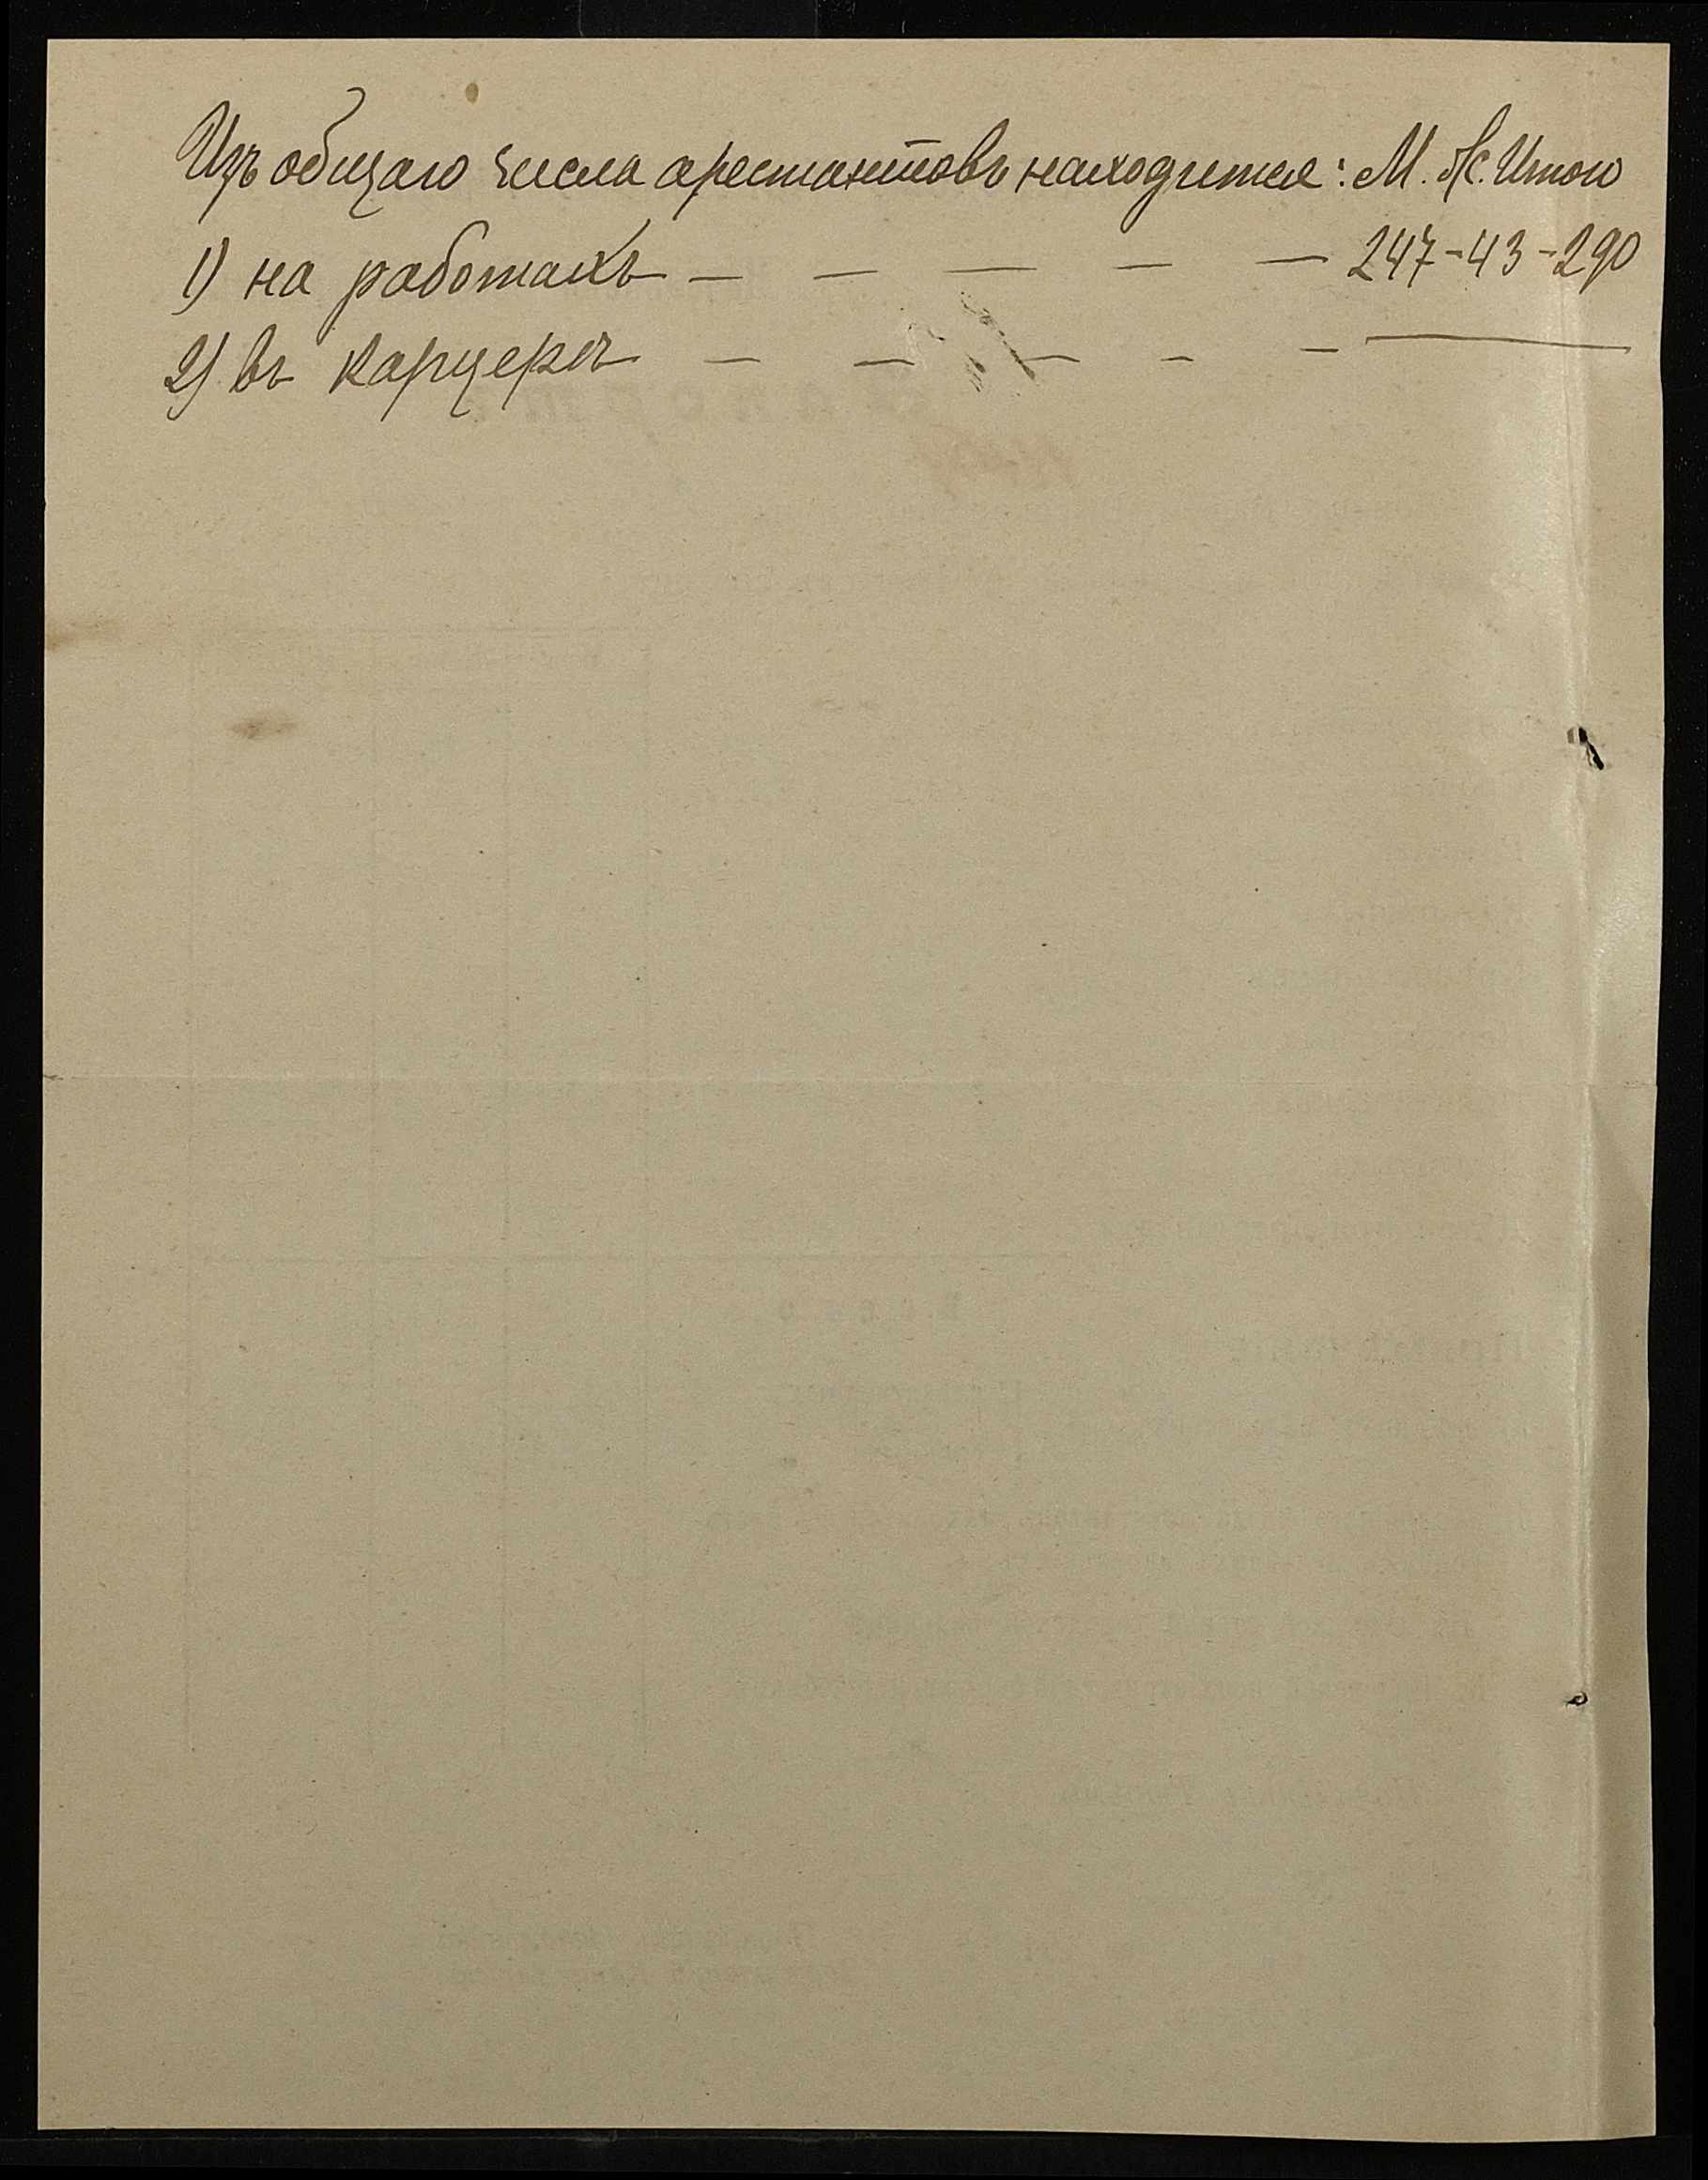 Изъ общаго числа арестантовъ находится: М. Ж. Итого
1) на работахъ — — — — — 247-43-290
2) въ карцерѣ — — — — — ———